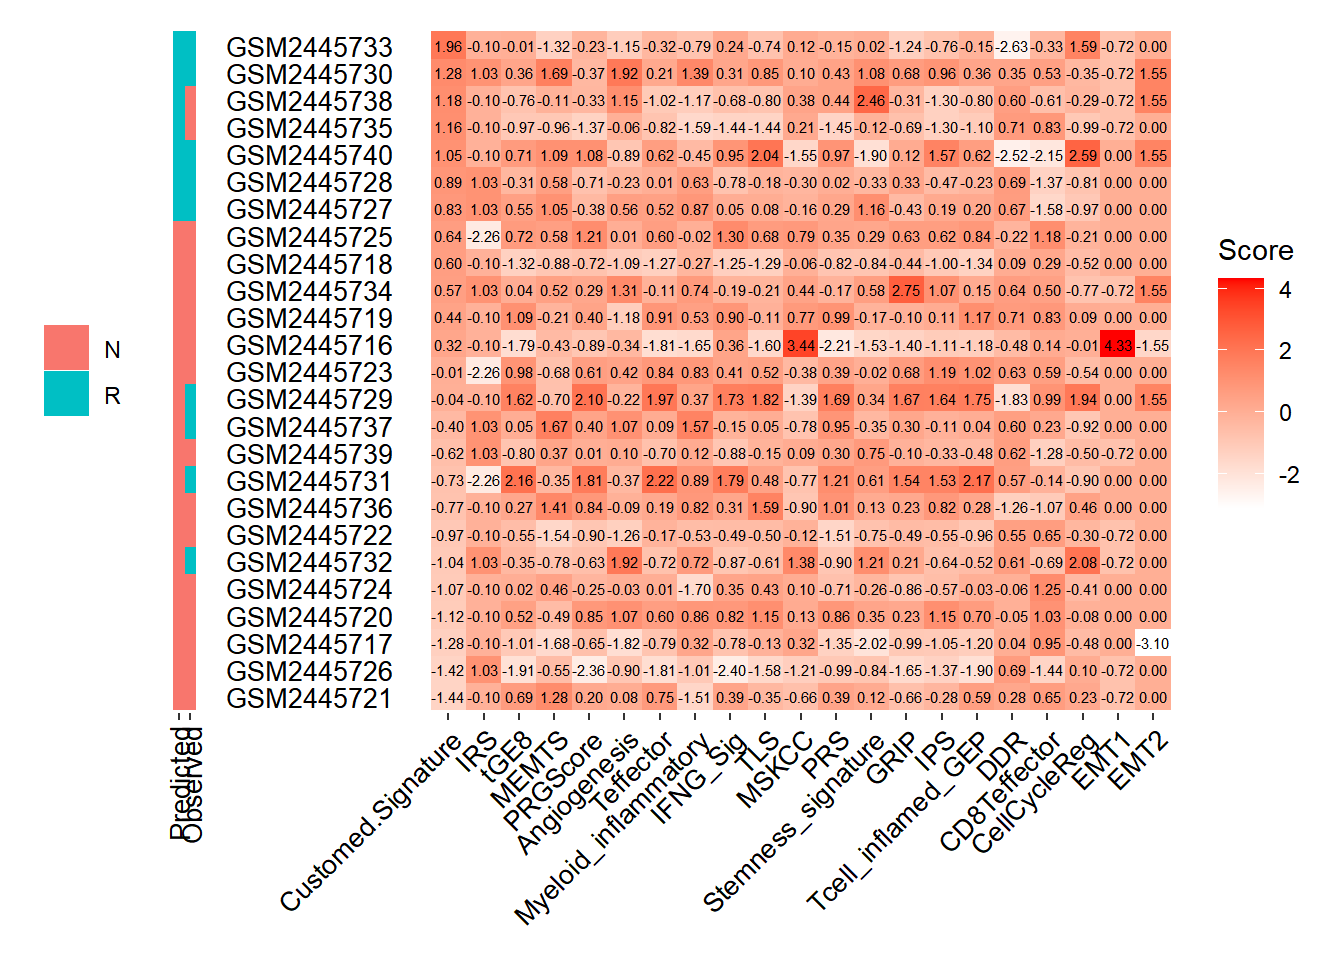 GSM2445733 1.96 -0.10 -0.01 -1.32 -0.23 -1.15 -0.32 -0.79 0.24 -0.74 0.12 -0.15 0.02 -1.24 -0.76 -0.15 -2.63 -0.33 1.59 -0.72 0.00
GSM2445730 1.28 1.03 0.36 1.69 -0.37 1.92 0.21 1.39 0.31 0.85 0.10 0.43 1.08 0.68 0.96 0.36 0.35 0.53 -0.35 -0.72 1.55
GSM2445738 1.18 -0.10 -0.76 -0.11 -0.33 1.15 -1.02 -1.17 -0.68 -0.80 0.38 0.44 2.46 -0.31 -1.30 -0.80 0.60 -0.61 -0.29 -0.72 1.55
GSM2445735 1.16 -0.10 -0.97 -0.96 -1.37 -0.06 -0.82 -1.59 -1.44 -1.44 0.21 -1.45 -0.12 -0.69 -1.30 -1.10 0.71 0.83 -0.99 -0.72 0.00
GSM2445740 1.05 -0.10 0.71 1.09 1.08 -0.89 0.62 -0.45 0.95 2.04 -1.55 0.97 -1.90 0.12 1.57 0.62 -2.52 -2.15 2.59 0.00 1.55
GSM2445728 0.89 1.03 -0.31 0.58 -0.71 -0.23 0.01 0.63 -0.78 -0.18 -0.30 0.02 -0.33 0.33 -0.47 -0.23 0.69 -1.37 -0.81 0.00 0.00
GSM2445727 0.83 1.03 0.55 1.05 -0.38 0.56 0.52 0.87 0.05 0.08 -0.16 0.29 1.16 -0.43 0.19 0.20 0.67 -1.58 -0.97 0.00 0.00
GSM2445725 0.64 -2.26 0.72 0.58 1.21 0.01 0.60 -0.02 1.30 0.68 0.79 0.35 0.29 0.63 0.62 0.84 -0.22 1.18 -0.21 0.00 0.00
GSM2445718 0.60 -0.10 -1.32 -0.88 -0.72 -1.09 -1.27 -0.27 -1.25 -1.29 -0.06 -0.82 -0.84 -0.44 -1.00 -1.34 0.09 0.29 -0.52 0.00 0.00
GSM2445734 0.57 1.03 0.04 0.52 0.29 1.31 -0.11 0.74 -0.19 -0.21 0.44 -0.17 0.58 2.75 1.07 0.15 0.64 0.50 -0.77 -0.72 1.55
GSM2445719 0.44 -0.10 1.09 -0.21 0.40 -1.18 0.91 0.53 0.90 -0.11 0.77 0.99 -0.17 -0.10 0.11 1.17 0.71 0.83 0.09 0.00 0.00
GSM2445716 0.32 -0.10 -1.79 -0.43 -0.89 -0.34 -1.81 -1.65 0.36 -1.60 3.44 -2.21 -1.53 -1.40 -1.11 -1.18 -0.48 0.14 -0.01 4.33 -1.55
GSM2445723 -0.01 -2.26 0.98 -0.68 0.61 0.42 0.84 0.83 0.41 0.52 -0.38 0.39 -0.02 0.68 1.19 1.02 0.63 0.59 -0.54 0.00 0.00
GSM2445729 -0.04 -0.10 1.62 -0.70 2.10 -0.22 1.97 0.37 1.73 1.82 -1.39 1.69 0.34 1.67 1.64 1.75 -1.83 0.99 1.94 0.00 1.55
GSM2445737 -0.40 1.03 0.05 1.67 0.40 1.07 0.09 1.57 -0.15 0.05 -0.78 0.95 -0.35 0.30 -0.11 0.04 0.60 0.23 -0.92 0.00 0.00
GSM2445739 -0.62 1.03 -0.80 0.37 0.01 0.10 -0.70 0.12 -0.88 -0.15 0.09 0.30 0.75 -0.10 -0.33 -0.48 0.62 -1.28 -0.50 -0.72 0.00
GSM2445731 -0.73 -2.26 2.16 -0.35 1.81 -0.37 2.22 0.89 1.79 0.48 -0.77 1.21 0.61 1.54 1.53 2.17 0.57 -0.14 -0.90 0.00 0.00
GSM2445736 -0.77 -0.10 0.27 1.41 0.84 -0.09 0.19 0.82 0.31 1.59 -0.90 1.01 0.13 0.23 0.82 0.28 -1.26 -1.07 0.46 0.00 0.00
GSM2445722 -0.97 -0.10 -0.55 -1.54 -0.90 -1.26 -0.17 -0.53 -0.49 -0.50 -0.12 -1.51 -0.75 -0.49 -0.55 -0.96 0.55 0.65 -0.30 -0.72 0.00
GSM2445732 -1.04 1.03 -0.35 -0.78 -0.63 1.92 -0.72 0.72 -0.87 -0.61 1.38 -0.90 1.21 0.21 -0.64 -0.52 0.61 -0.69 2.08 -0.72 0.00
GSM2445724 -1.07 -0.10 0.02 0.46 -0.25 -0.03 0.01 -1.70 0.35 0.43 0.10 -0.71 -0.26 -0.86 -0.57 -0.03 -0.06 1.25 -0.41 0.00 0.00
GSM2445720 -1.12 -0.10 0.52 -0.49 0.85 1.07 0.60 0.86 0.82 1.15 0.13 0.86 0.35 0.23 1.15 0.70 -0.05 1.03 -0.08 0.00 0.00
GSM2445717 -1.28 -0.10 -1.01 -1.68 -0.65 -1.82 -0.79 0.32 -0.78 -0.13 0.32 -1.35 -2.02 -0.99 -1.05 -1.20 0.04 0.95 -0.48 0.00 -3.10
GSM2445726 -1.42 1.03 -1.91 -0.55 -2.36 -0.90 -1.81 -1.01 -2.40 -1.58 -1.21 -0.99 -0.84 -1.65 -1.37 -1.90 0.69 -1.44 0.10 -0.72 0.00
GSM2445721 -1.44 -0.10 0.69 1.28 0.20 0.08 0.75 -1.51 0.39 -0.35 -0.66 0.39 0.12 -0.66 0.28 0.59 0.28 0.65 0.23 -0.72 0.00
Predicted
Observed
Customed.Signature
IRS
tGE8
MEMTS
PRGScore
Angiogenesis
Teffector
Myeloid_inflammatory
IFNG_Sig
TLS
MSKCC
PRS
Stemness_signature
GRIP
IPS
Tcell_inflamed_GEP
DDR
CD8Teffector
CellCycleReg
EMT1
EMT2
N
R
Score
4
2
0
-2